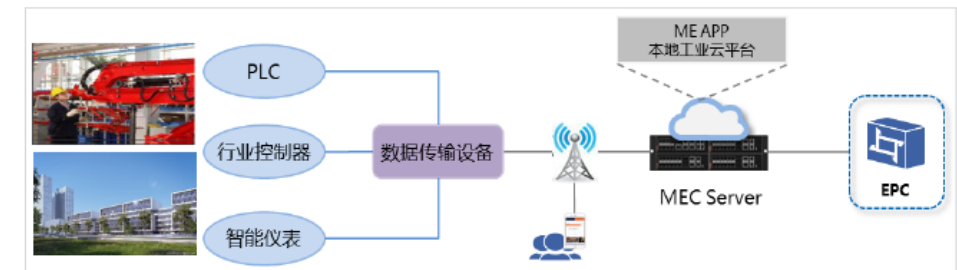 ME APP
本地工业云平台
PLC
行业控制器
数据传输设备
智能仪表
MEC Server
EPC